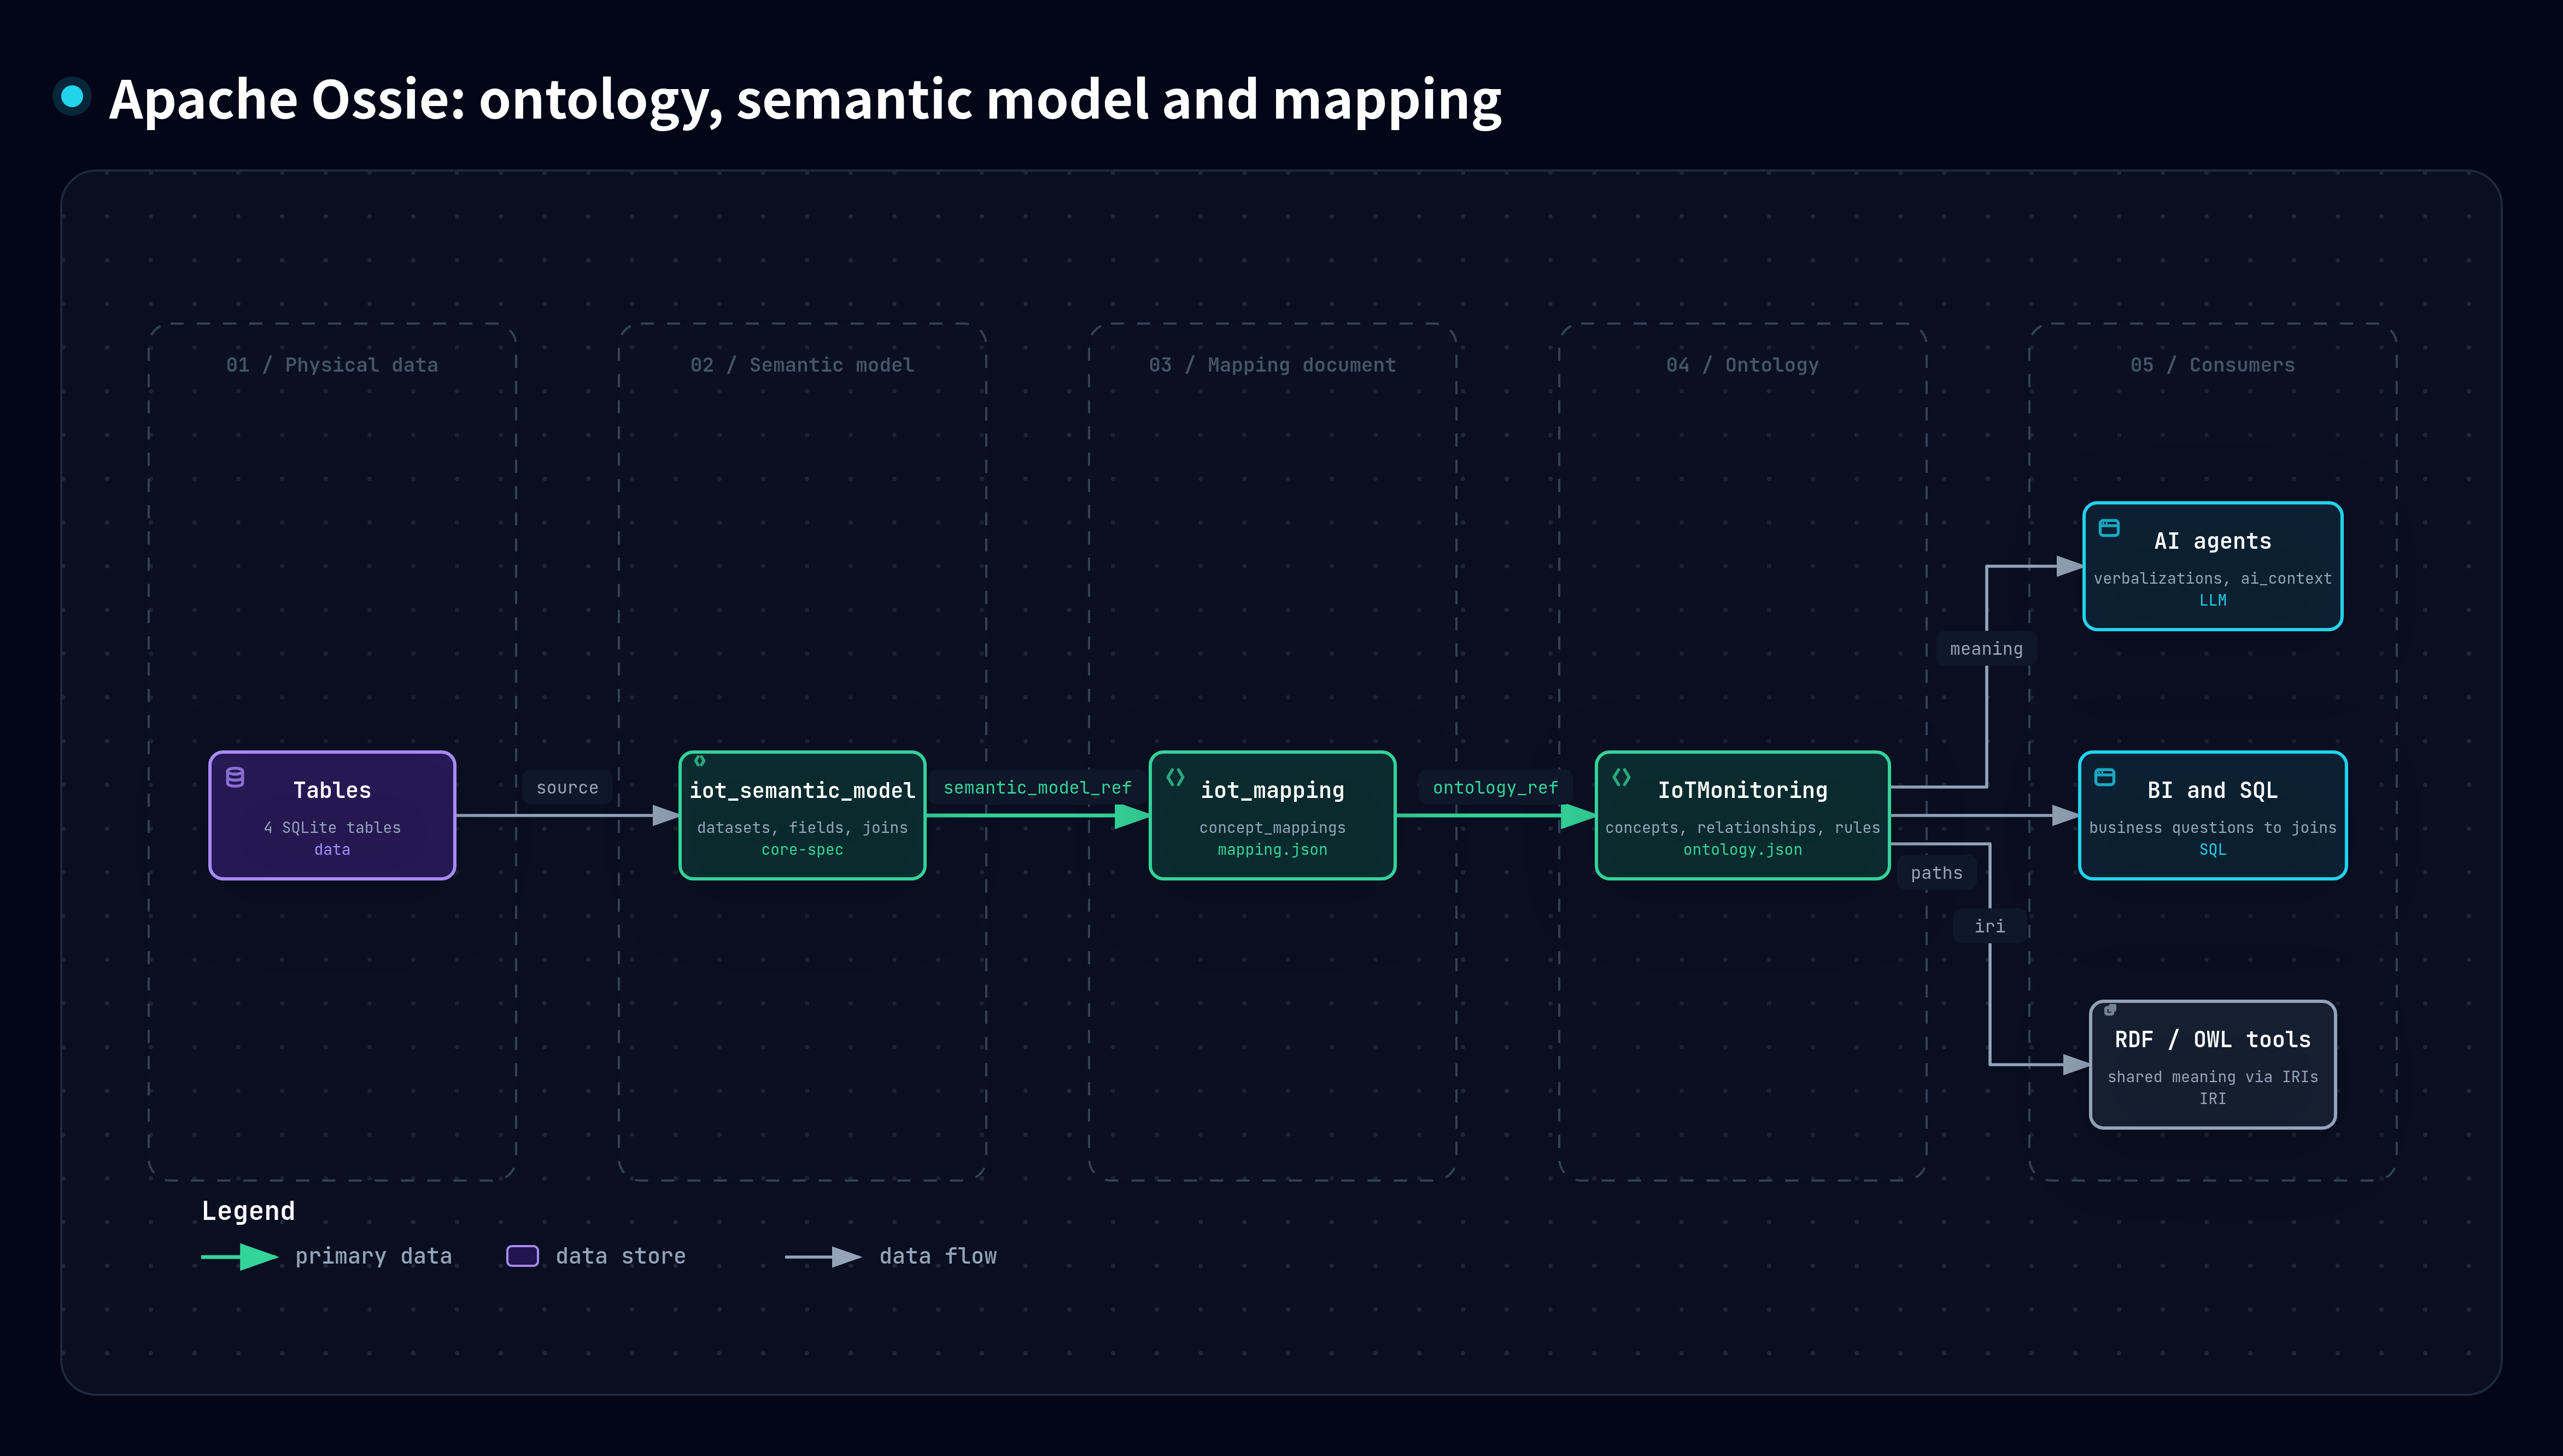 Apache Ossie: ontology, semantic model and mapping
01 / Physical data
02 / Semantic model
03 / Mapping document
04 / Ontology
05 / Consumers
AI agents
verbalizations, ai_context
LLM
meaning
Tables
4 SQLite tables
data
source
iot_semantic_model
datasets, fields, joins
core-spec
semantic_model_ref
iot_mapping
concept_mappings
mapping.json
ontology_ref
IoTMonitoring
concepts, relationships, rules
ontology.json
paths
BI and SQL
business questions to joins
SQL
iri
RDF / OWL tools
shared meaning via IRIs
IRI
Legend
primary data
data store
data flow